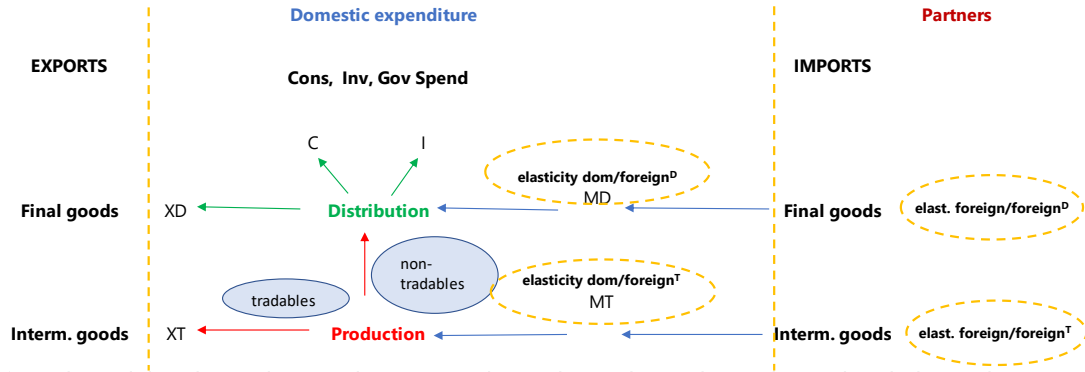 Domestic expenditure
Partners
EXPORTS
IMPORTS
Cons, Inv, Gov Spend
C
I
elasticity dom/foreignᴰ
MD
Final goods
XD
Distribution
Final goods
elast. foreign/foreignᴰ
non-
tradables
tradables
elasticity dom/foreignᵀ
MT
Interm. goods
XT
Production
Interm. goods
elast. foreign/foreignᵀ